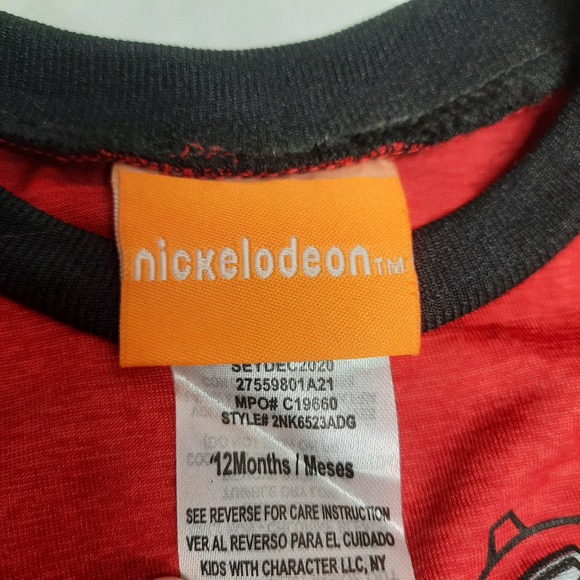 nickelodeon™
SEYDEC2020
27559801A21
MPO# C19660
STYLE# 2NK6523ADG
12Months / Meses
SEE REVERSE FOR CARE INSTRUCTION
VER AL REVERSO PARA EL CUIDADO
KIDS WITH CHARACTER LLC, NY